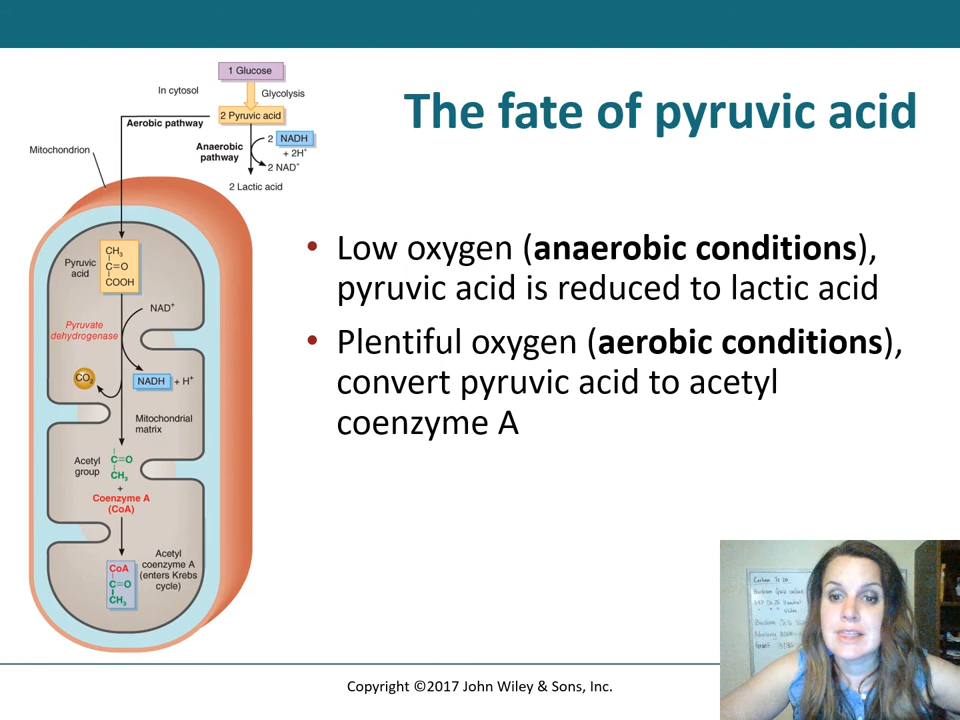 The fate of pyruvic acid
1 Glucose
In cytosol
Glycolysis
2 Pyruvic acid
Aerobic pathway
Anaerobic
pathway
2 NADH
+ 2H+
2 NAD+
2 Lactic acid
Mitochondrion
Pyruvic
acid
CH3
C=O
COOH
NAD+
Pyruvate
dehydrogenase
CO2
NADH + H+
Mitochondrial
matrix
Acetyl
group
C=O
CH3
+
Coenzyme A
(CoA)
Acetyl
coenzyme A
(enters Krebs
cycle)
CoA
C=O
CH3
• Low oxygen (anaerobic conditions),
pyruvic acid is reduced to lactic acid
• Plentiful oxygen (aerobic conditions),
convert pyruvic acid to acetyl
coenzyme A
Copyright ©2017 John Wiley & Sons, Inc.